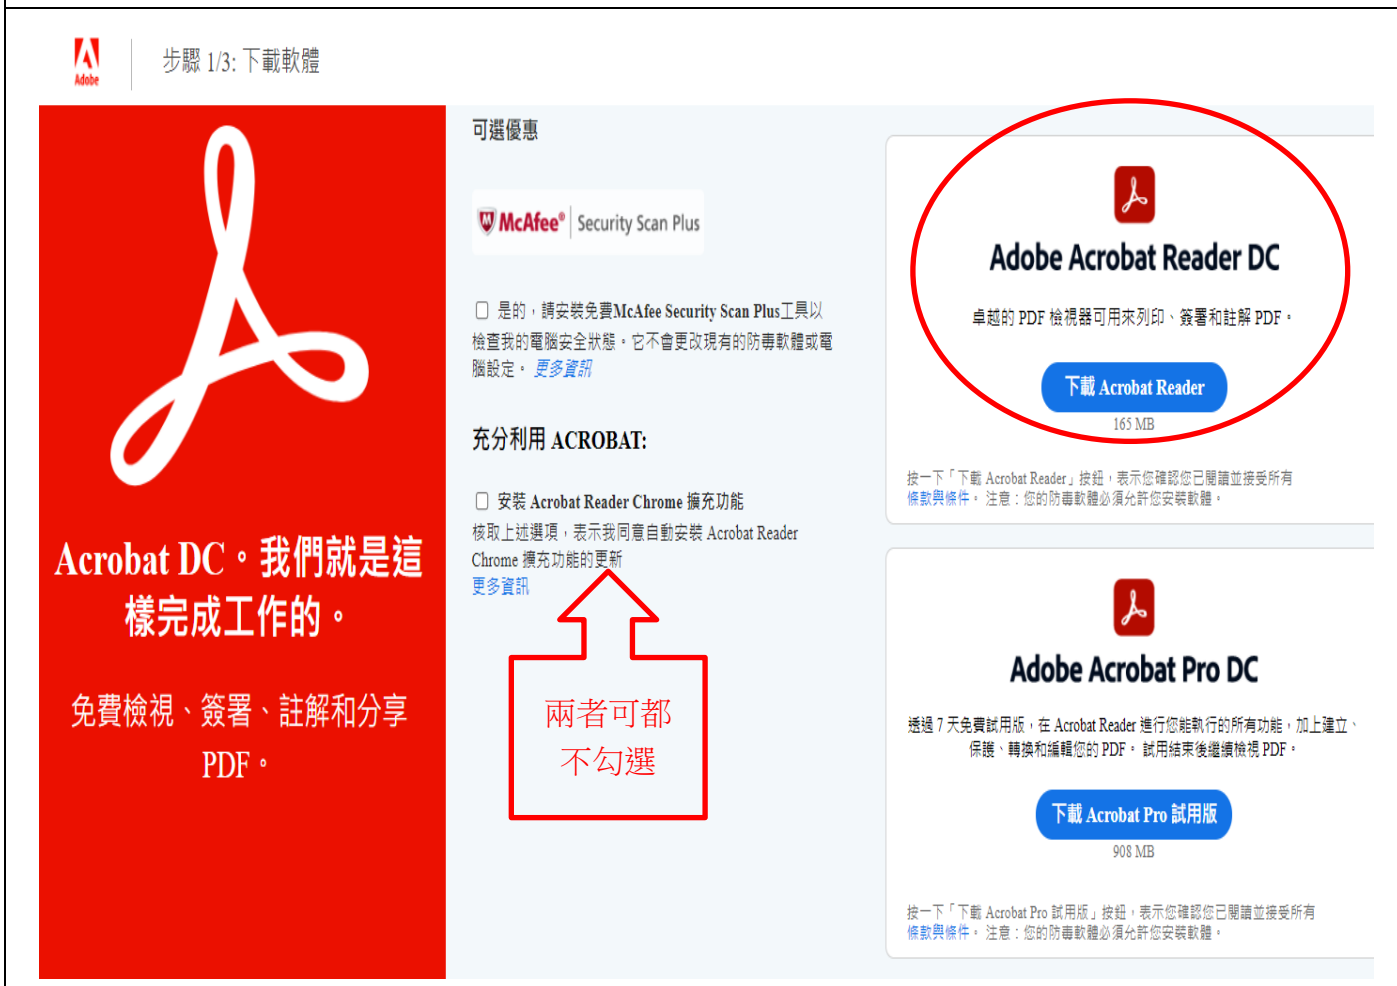 Adobe
步驟 1/3: 下載軟體
Acrobat DC。我們就是這
樣完成工作的。
免費檢視、簽署、註解和分享
PDF。
可選優惠
McAfee® Security Scan Plus
是的，請安裝免費McAfee Security Scan Plus工具以
檢查我的電腦安全狀態。它不會更改現有的防毒軟體或電
腦設定。 更多資訊
充分利用 ACROBAT:
安裝 Acrobat Reader Chrome 擴充功能
核取上述選項，表示我同意自動安裝 Acrobat Reader
Chrome 擴充功能的更新
更多資訊
兩者可都
不勾選
Adobe Acrobat Reader DC
卓越的 PDF 檢視器可用來列印、簽署和註解 PDF。
下載 Acrobat Reader
165 MB
按一下「下載 Acrobat Reader」按鈕，表示您確認您已閱讀並接受所有
條款與條件。 注意：您的防毒軟體必須允許您安裝軟體。
Adobe Acrobat Pro DC
透過 7 天免費試用版，在 Acrobat Reader 進行您能執行的所有功能，加上建立、
保護、轉換和編輯您的 PDF。 試用結束後繼續檢視 PDF。
下載 Acrobat Pro 試用版
908 MB
按一下「下載 Acrobat Pro 試用版」按鈕，表示您確認您已閱讀並接受所有
條款與條件。 注意：您的防毒軟體必須允許您安裝軟體。